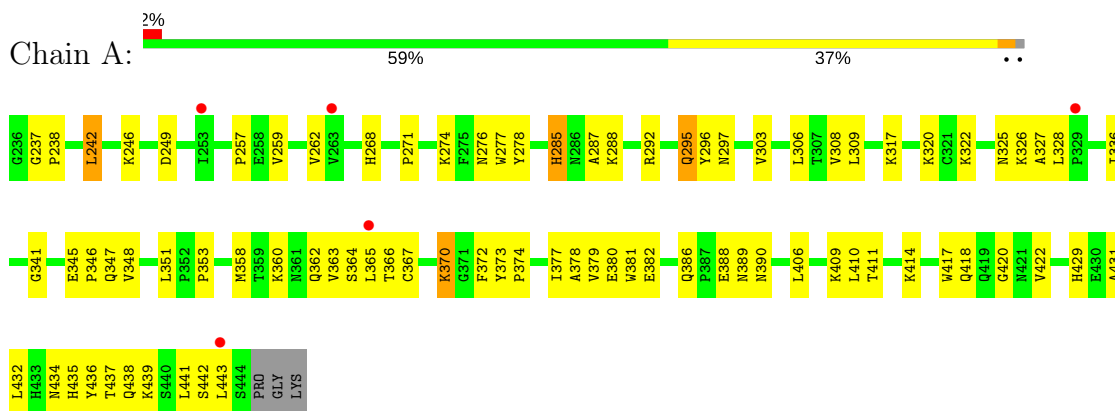 2%
Chain A:
59% 37% • •
G236 G237 P238 L242 K246 D249 I253 P257 E258 V259 V262 V263 H268 P271 K274 F275 N276 W277 Y278 H285 N286 A287 K288 R292 Q295 Y296 N297 V303 L306 T307 V308 L309 K317 K320 C321 K322 N325 K326 A327 L328 P329 I336
G341 E345 P346 Q347 V348 L351 P352 P353 M358 T359 K360 N361 Q362 V363 S364 L365 T366 C367 K370 G371 F372 Y373 P374 I377 A378 V379 E380 W381 E382 Q386 P387 E388 N389 N390 L406 K409 L410 T411 K414 W417 Q418 Q419 G420 N421 V422 H429 E430 A431
L432 H433 N434 H435 Y436 T437 Q438 K439 S440 L441 S442 L443 S444 PRO GLY LYS